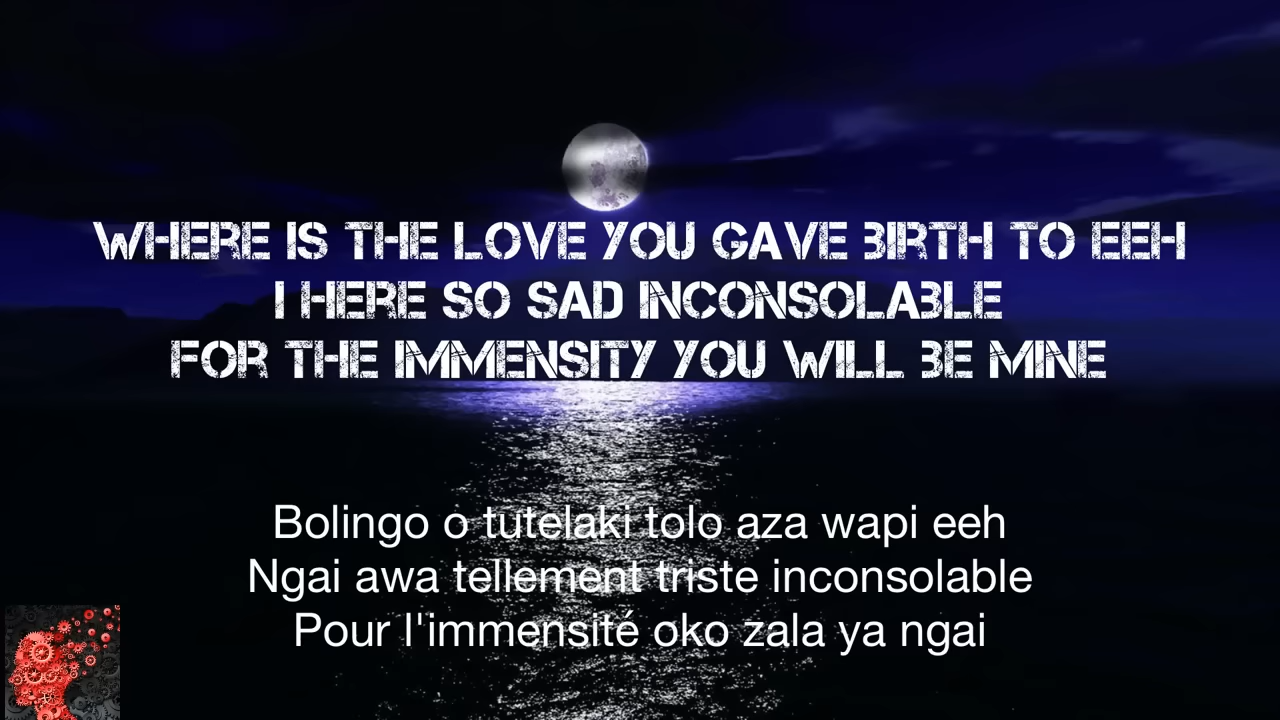 WHERE IS THE LOVE YOU GAVE BIRTH TO EEH
I HERE SO SAD INCONSOLABLE
FOR THE IMMENSITY YOU WILL BE MINE
Bolingo o tutelaki tolo aza wapi eeh
Ngai awa tellement triste inconsolable
Pour l'immensité oko zala ya ngai